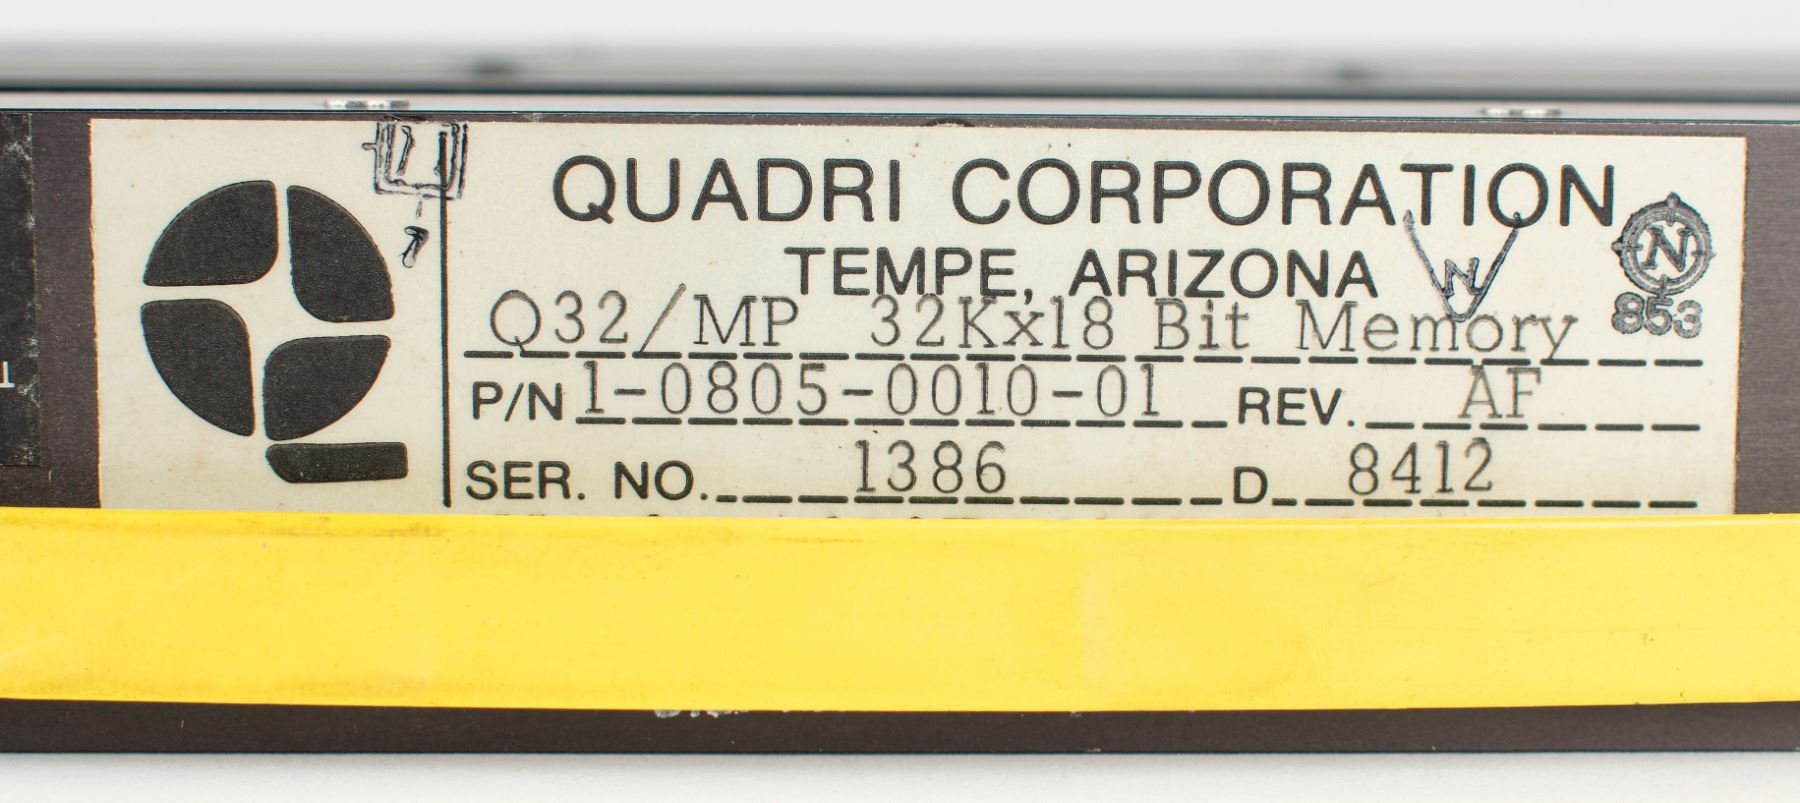 QUADRI CORPORATION
TEMPE, ARIZONA
Q32/MP 32Kx18 Bit Memory
P/N 1-0805-0010-01 REV. AF
SER. NO. 1386 D 8412
N
N
853